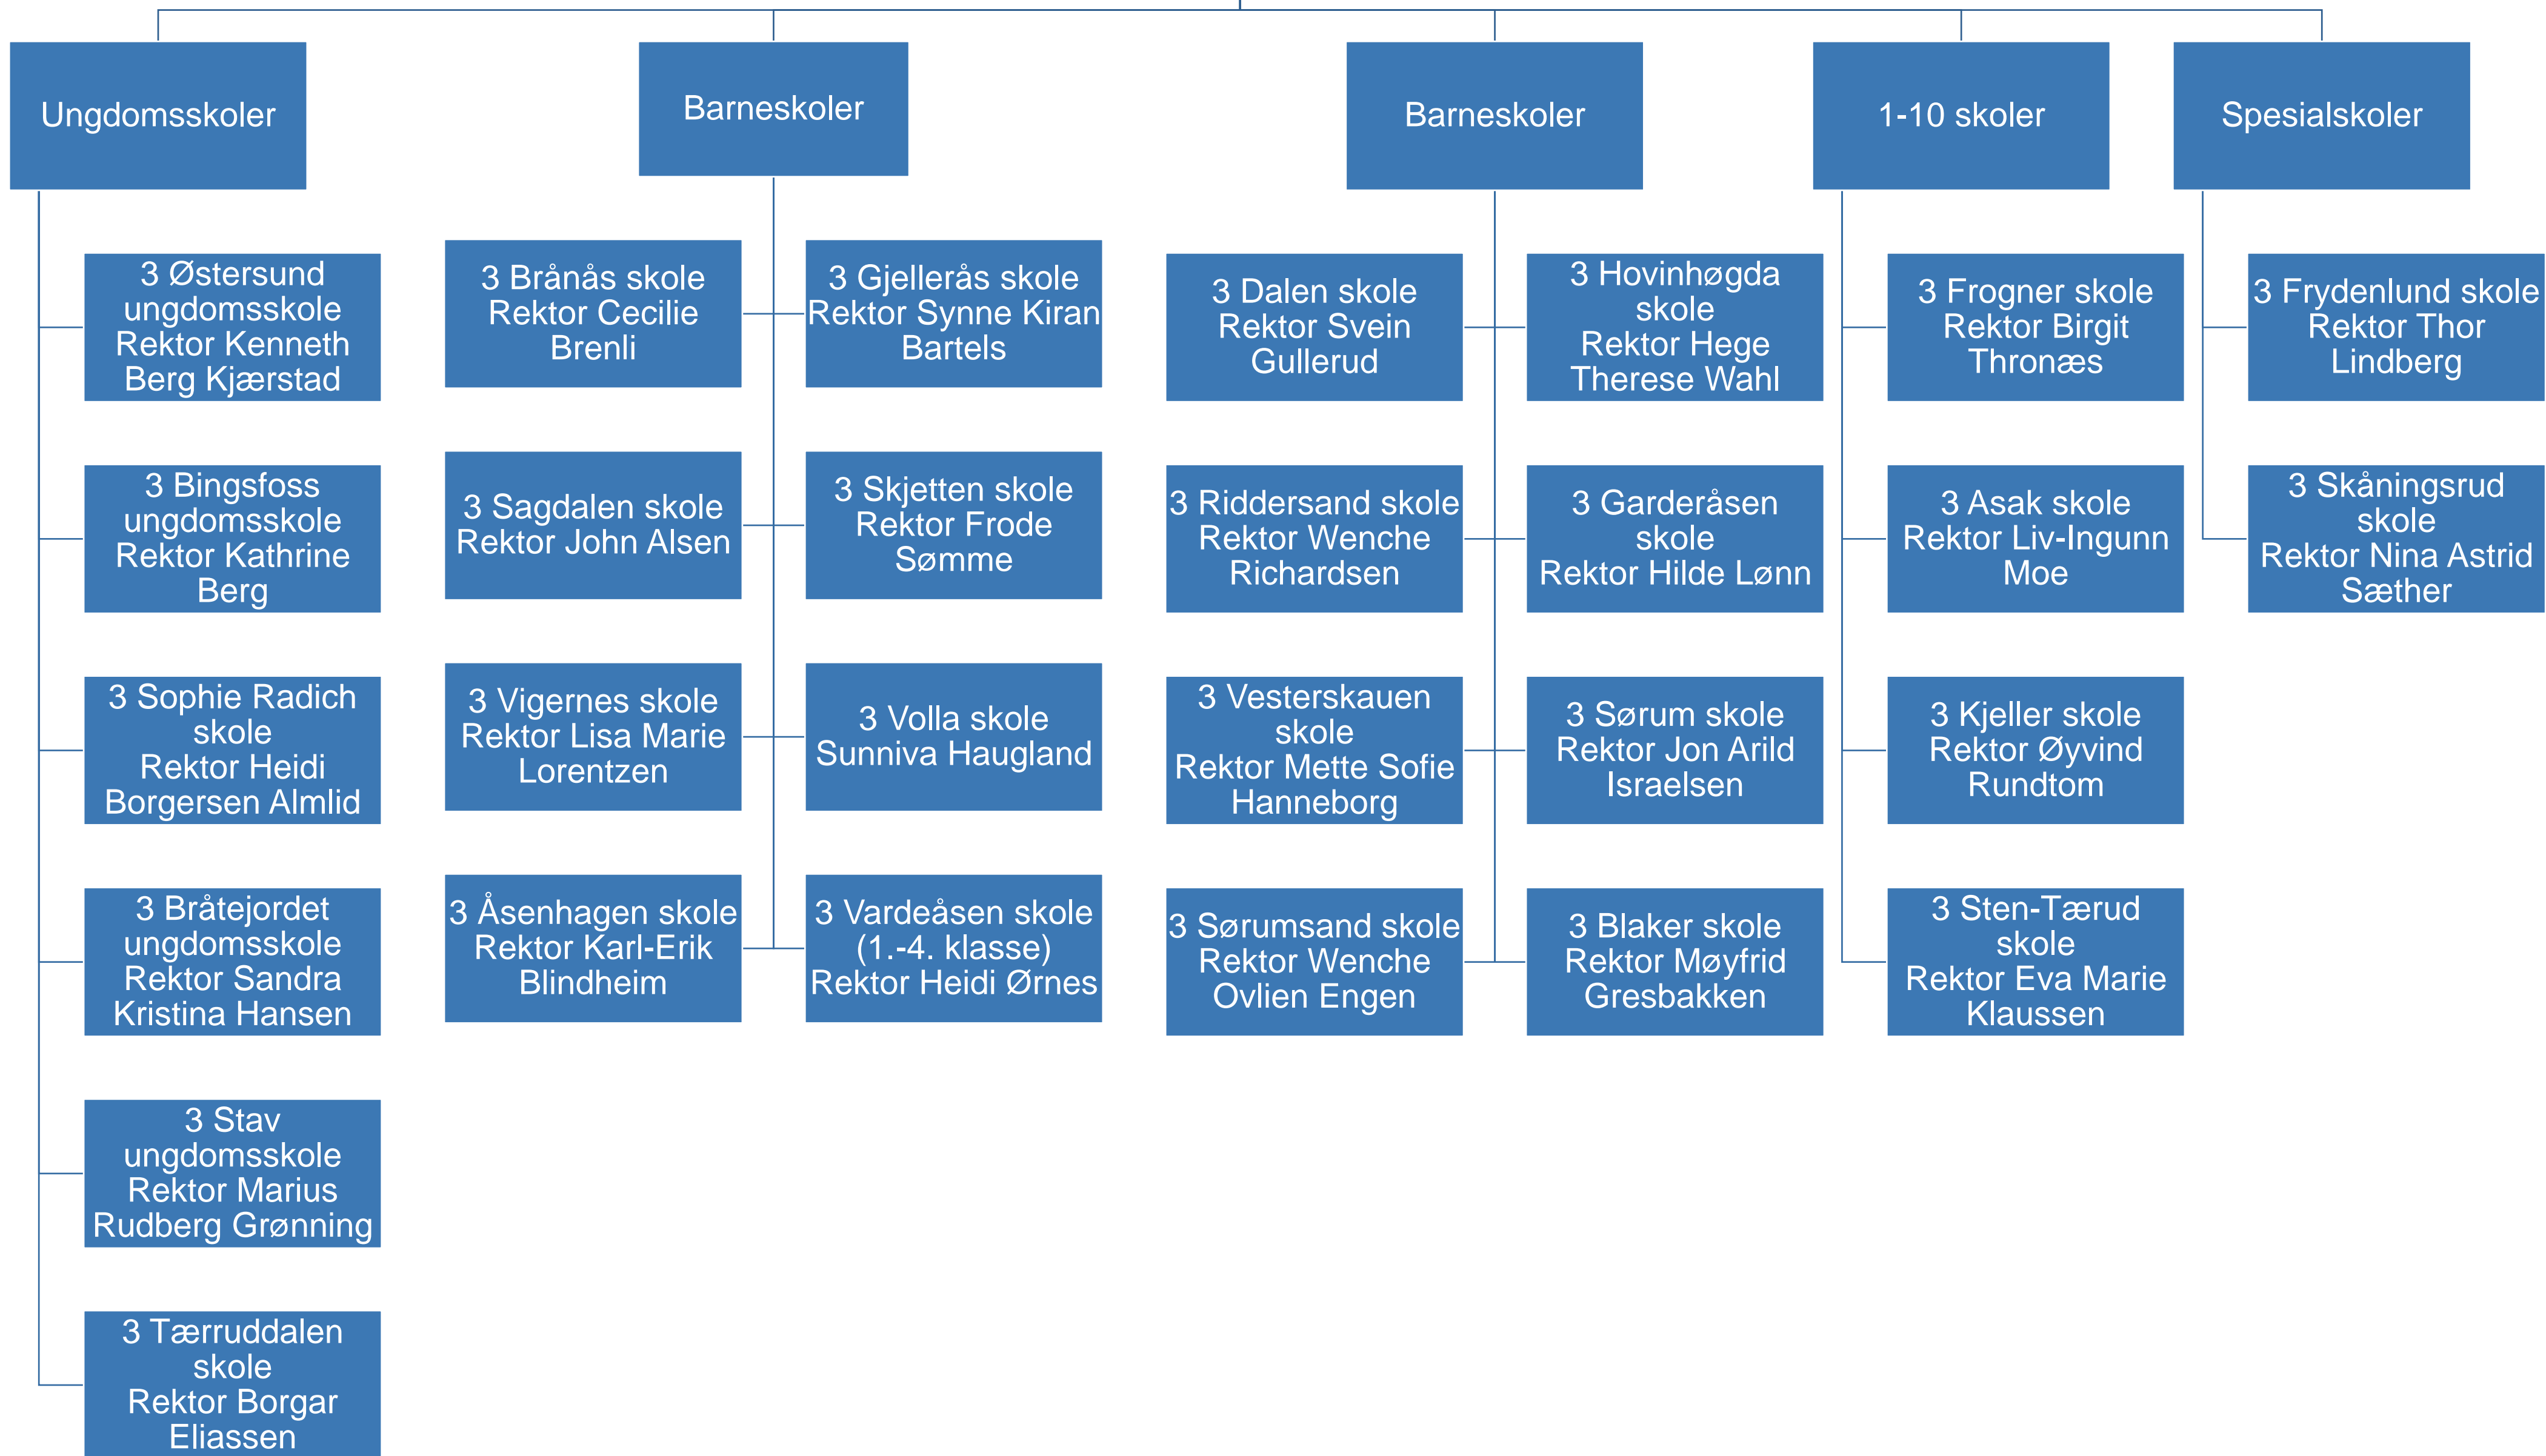 Ungdomsskoler
3 Østersund
ungdomsskole
Rektor Kenneth
Berg Kjærstad
3 Bingsfoss
ungdomsskole
Rektor Kathrine
Berg
3 Sophie Radich
skole
Rektor Heidi
Borgersen Almlid
3 Bråtejordet
ungdomsskole
Rektor Sandra
Kristina Hansen
3 Stav
ungdomsskole
Rektor Marius
Rudberg Grønning
3 Tærruddalen
skole
Rektor Borgar
Eliassen
Barneskoler
3 Brånås skole
Rektor Cecilie
Brenli
3 Gjellerås skole
Rektor Synne Kiran
Bartels
3 Sagdalen skole
Rektor John Alsen
3 Skjetten skole
Rektor Frode
Sømme
3 Vigernes skole
Rektor Lisa Marie
Lorentzen
3 Volla skole
Sunniva Haugland
3 Åsenhagen skole
Rektor Karl-Erik
Blindheim
3 Vardeåsen skole
(1.-4. klasse)
Rektor Heidi Ørnes
Barneskoler
3 Dalen skole
Rektor Svein
Gullerud
3 Hovinhøgda
skole
Rektor Hege
Therese Wahl
3 Riddersand skole
Rektor Wenche
Richardsen
3 Garderåsen
skole
Rektor Hilde Lønn
3 Vesterskauen
skole
Rektor Mette Sofie
Hanneborg
3 Sørum skole
Rektor Jon Arild
Israelsen
3 Sørumsand skole
Rektor Wenche
Ovlien Engen
3 Blaker skole
Rektor Møyfrid
Gresbakken
1-10 skoler
3 Frogner skole
Rektor Birgit
Thronæs
3 Asak skole
Rektor Liv-Ingunn
Moe
3 Kjeller skole
Rektor Øyvind
Rundtom
3 Sten-Tærud
skole
Rektor Eva Marie
Klaussen
Spesialskoler
3 Frydenlund skole
Rektor Thor
Lindberg
3 Skåningsrud
skole
Rektor Nina Astrid
Sæther